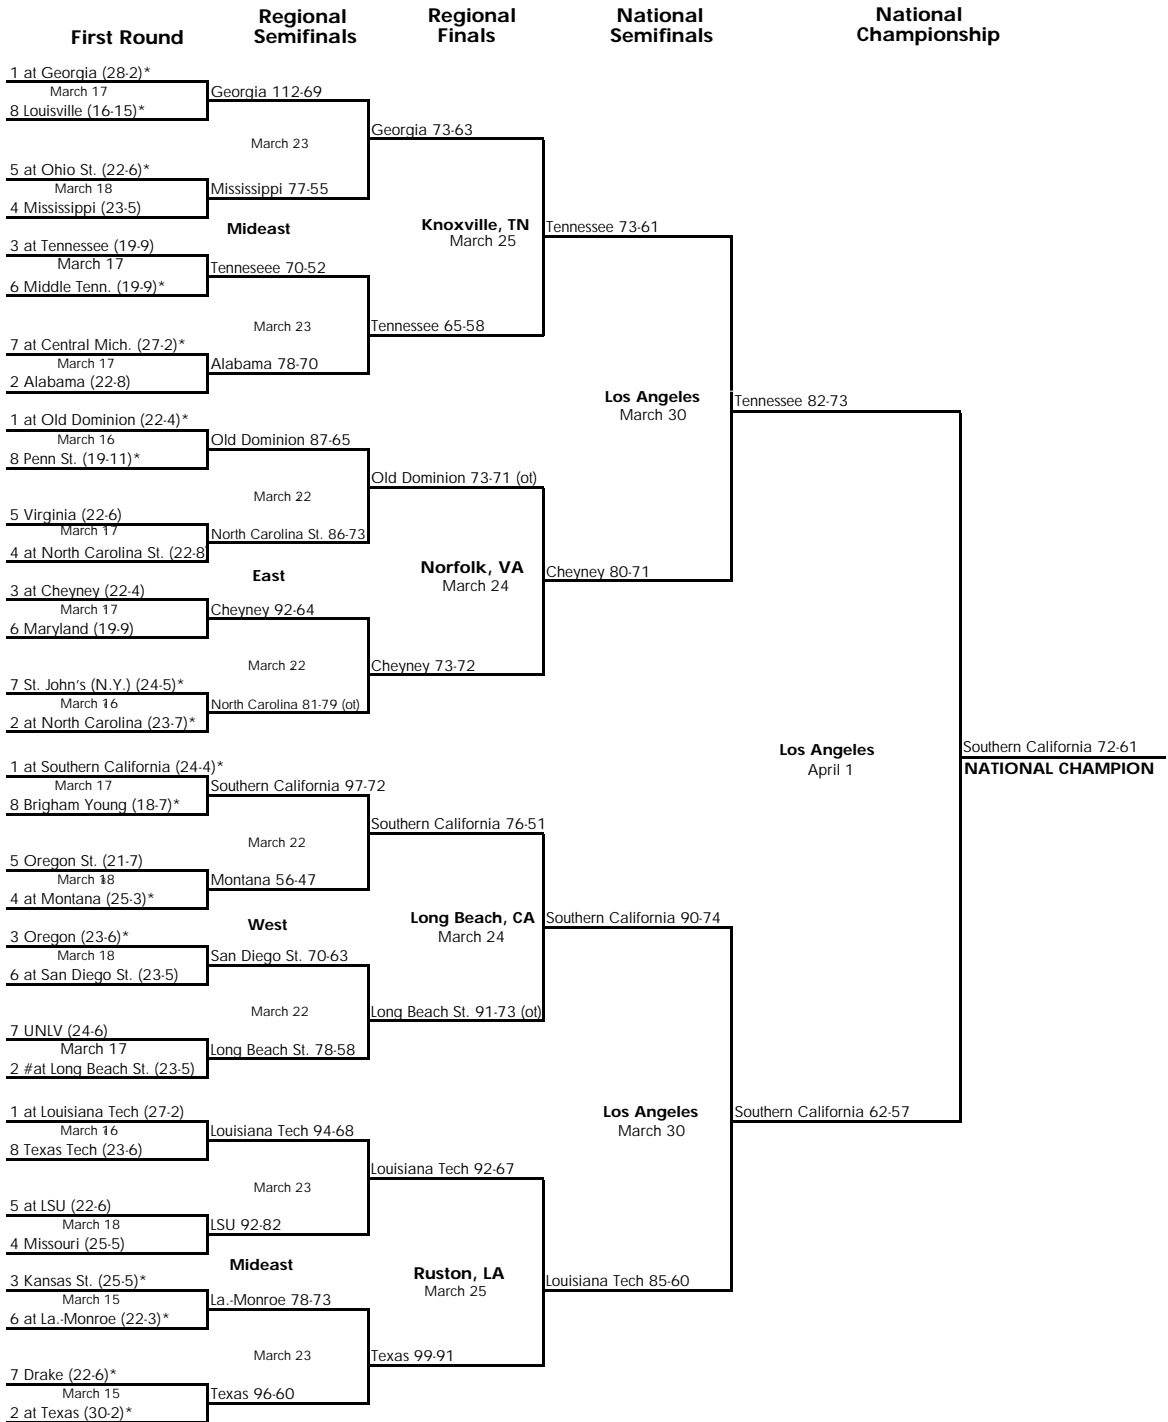 First Round
Regional
Semifinals
Regional
Finals
National
Semifinals
National
Championship
1 at Georgia (28-2)*
March 17
8 Louisville (16-15)*
Georgia 112-69
March 23
Georgia 73-63
5 at Ohio St. (22-6)*
March 18
4 Mississippi (23-5)
Mississippi 77-55
Mideast
Knoxville, TN
March 25
Tennessee 73-61
3 at Tennessee (19-9)
March 17
6 Middle Tenn. (19-9)*
Tenneseee 70-52
March 23
Tennessee 65-58
7 at Central Mich. (27-2)*
March 17
2 Alabama (22-8)
Alabama 78-70
Los Angeles
March 30
Tennessee 82-73
1 at Old Dominion (22-4)*
March 16
8 Penn St. (19-11)*
Old Dominion 87-65
March 22
Old Dominion 73-71 (ot)
5 Virginia (22-6)
March 17
4 at North Carolina St. (22-8
North Carolina St. 86-73
East
Norfolk, VA
March 24
Cheyney 80-71
3 at Cheyney (22-4)
March 17
6 Maryland (19-9)
Cheyney 92-64
March 22
Cheyney 73-72
7 St. John's (N.Y.) (24-5)*
March 16
2 at North Carolina (23-7)*
North Carolina 81-79 (ot)
Los Angeles
April 1
Southern California 72-61
NATIONAL CHAMPION
1 at Southern California (24-4)*
March 17
8 Brigham Young (18-7)*
Southern California 97-72
March 22
Southern California 76-51
5 Oregon St. (21-7)
March 18
4 at Montana (25-3)*
Montana 56-47
West
Long Beach, CA
March 24
Southern California 90-74
3 Oregon (23-6)*
March 18
6 at San Diego St. (23-5)
San Diego St. 70-63
March 22
Long Beach St. 91-73 (ot)
7 UNLV (24-6)
March 17
2 #at Long Beach St. (23-5)
Long Beach St. 78-58
Los Angeles
March 30
Southern California 62-57
1 at Louisiana Tech (27-2)
March 16
8 Texas Tech (23-6)
Louisiana Tech 94-68
March 23
Louisiana Tech 92-67
5 at LSU (22-6)
March 18
4 Missouri (25-5)
LSU 92-82
Mideast
Ruston, LA
March 25
Louisiana Tech 85-60
3 Kansas St. (25-5)*
March 15
6 at La.-Monroe (22-3)*
La.-Monroe 78-73
March 23
Texas 99-91
7 Drake (22-6)*
March 15
2 at Texas (30-2)*
Texas 96-60